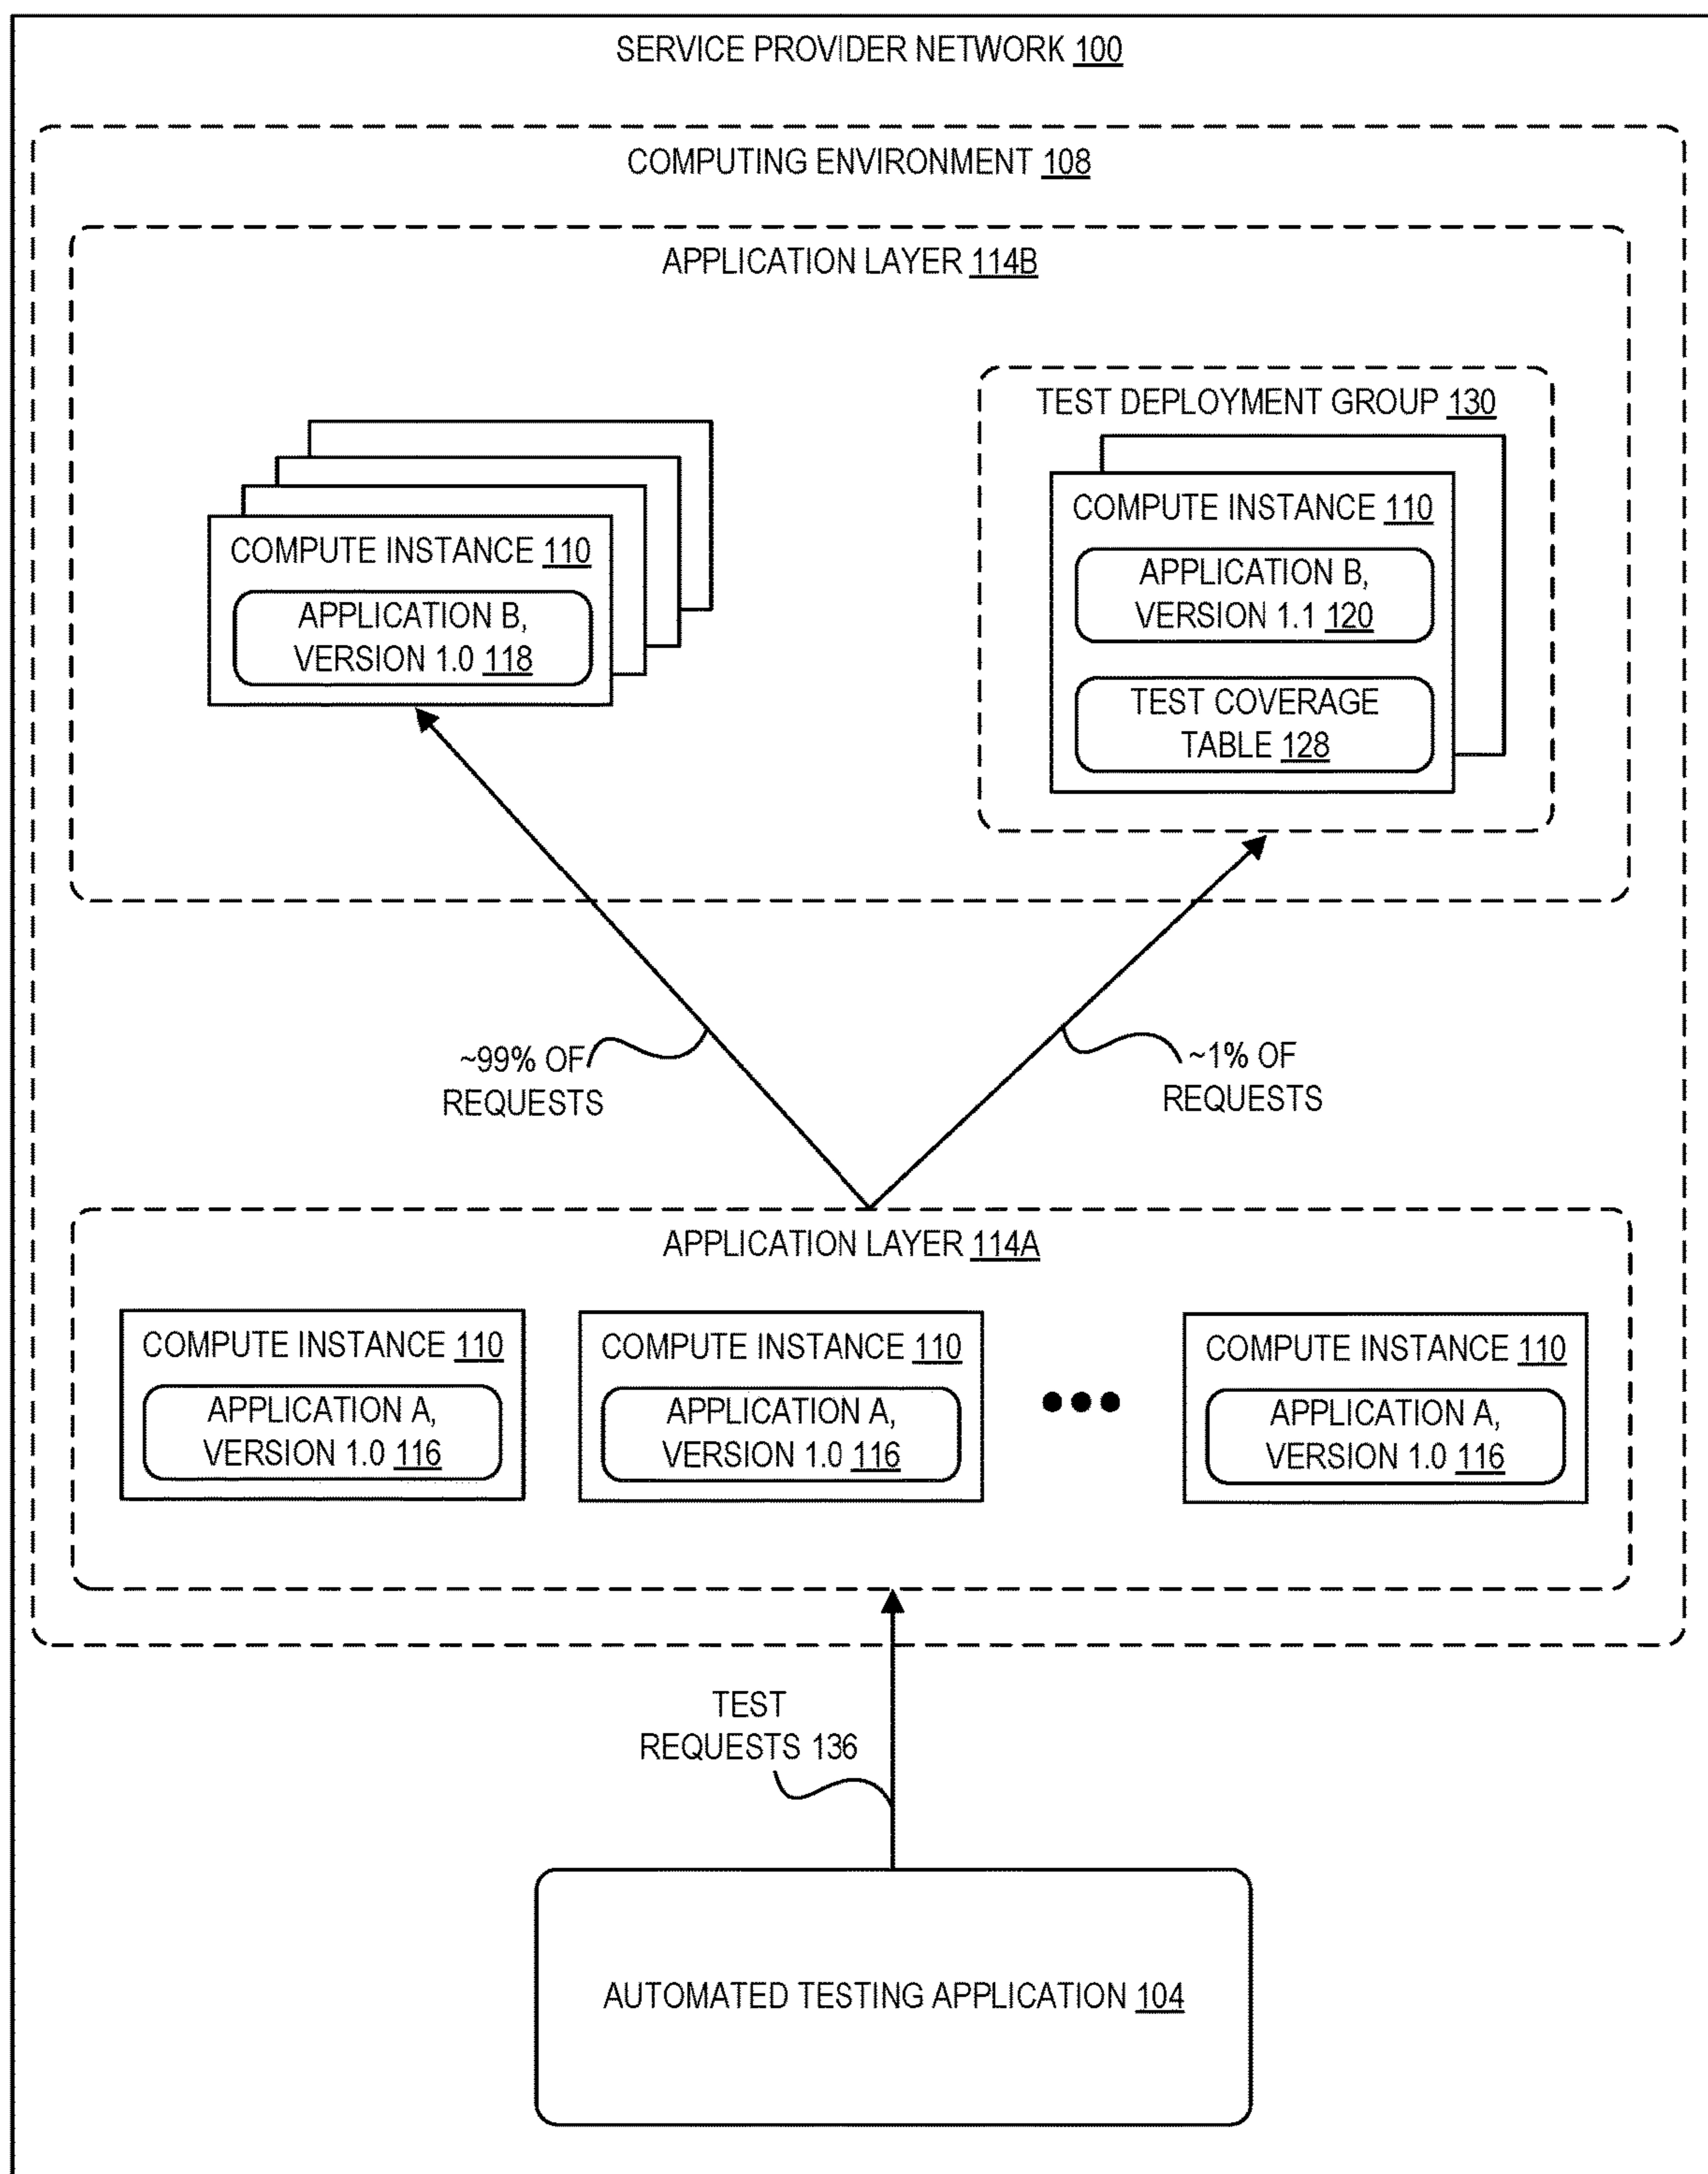 SERVICE PROVIDER NETWORK 100
COMPUTING ENVIRONMENT 108
APPLICATION LAYER 114B
TEST DEPLOYMENT GROUP 130
COMPUTE INSTANCE 110
APPLICATION B,
VERSION 1.0 118
COMPUTE INSTANCE 110
APPLICATION B,
VERSION 1.1 120
TEST COVERAGE
TABLE 128
~99% OF
REQUESTS
~1% OF
REQUESTS
APPLICATION LAYER 114A
COMPUTE INSTANCE 110
APPLICATION A,
VERSION 1.0 116
COMPUTE INSTANCE 110
APPLICATION A,
VERSION 1.0 116
COMPUTE INSTANCE 110
APPLICATION A,
VERSION 1.0 116
TEST
REQUESTS 136
AUTOMATED TESTING APPLICATION 104